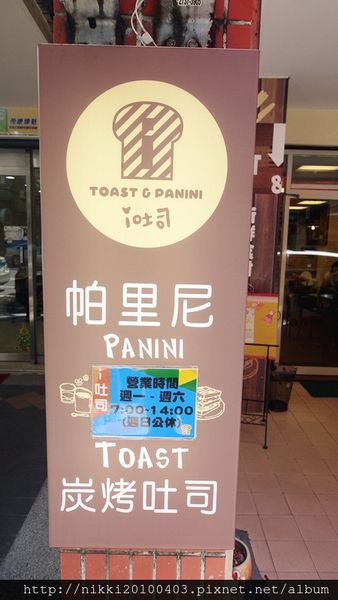 TOAST & PANINI
i吐司
帕里尼
PANINI
i吐司
營業時間
週一~週六
7:00~14:00
(週日公休)
TOAST
炭烤吐司
&
http://nikki20100403.pixnet.net/album